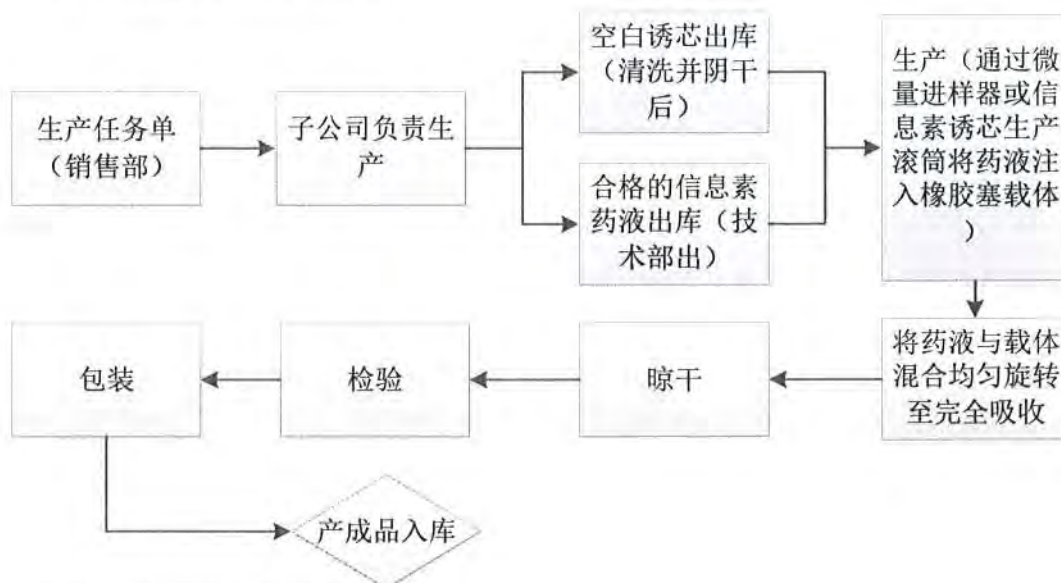 生产任务单
（销售部）
子公司负责生
产
空白诱芯出库
（清洗并阴干
后）
合格的信息素
药液出库（技
术部出）
生产（通过微
量进样器或信
息素诱芯生产
滚筒将药液注
入橡胶塞载体
）
将药液与载体
混合均匀旋转
至完全吸收
晾干
检验
包装
产成品入库